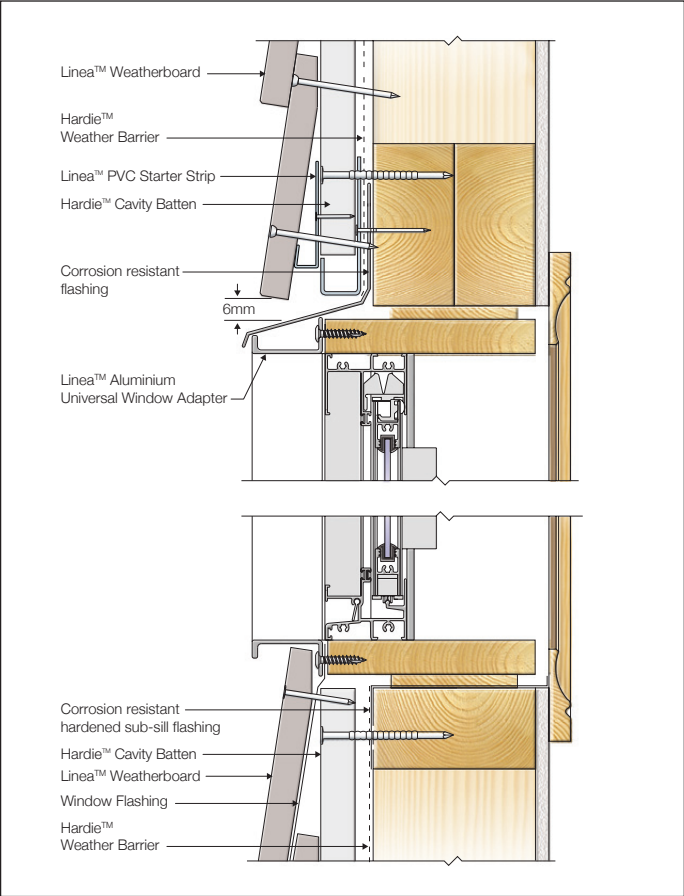 Linea™ Weatherboard
Hardie™
Weather Barrier
Linea™ PVC Starter Strip
Hardie™ Cavity Batten
Corrosion resistant
flashing
6mm
Linea™ Aluminium
Universal Window Adapter
Corrosion resistant
hardened sub-sill flashing
Hardie™ Cavity Batten
Linea™ Weatherboard
Window Flashing
Hardie™
Weather Barrier